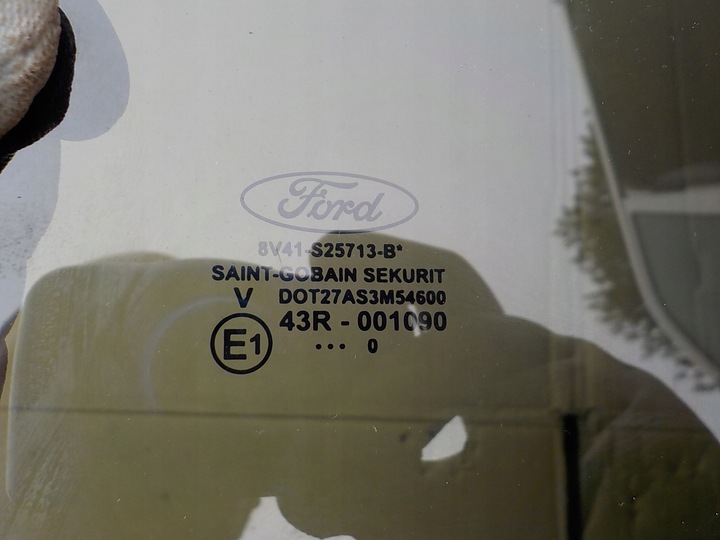 Ford
8V41-S25713-B*
SAINT-GOBAIN SEKURIT
V DOT27AS3M54600
E1 43R - 001090
... 0